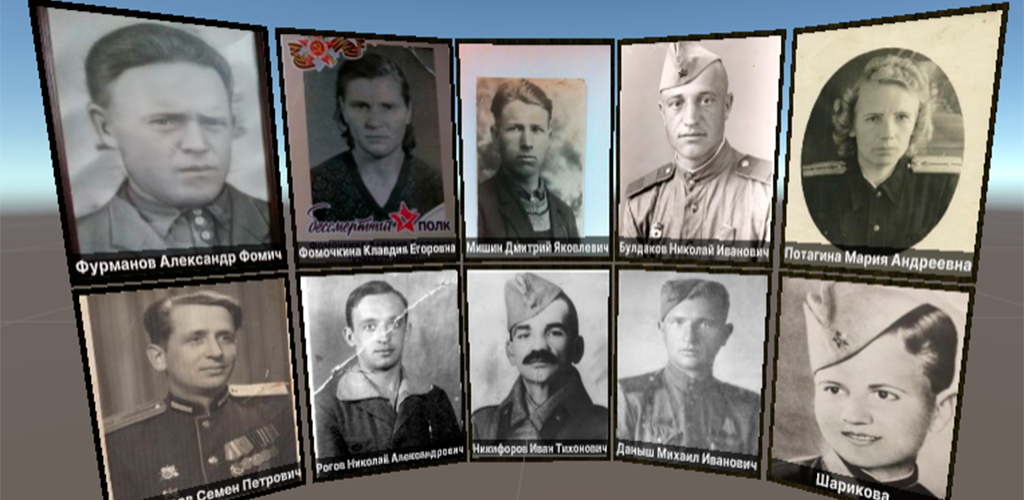 Фурманов Александр Фомич
бессмертный полк
Фомочкина Клавдия Егоровна
Мишин Дмитрий Яковлевич
Булдаков Николай Иванович
Потагина Мария Андреевна
Семен Петрович
Рогов Николай Александрович
Никифоров Иван Тихонович
Даныш Михаил Иванович
Шарикова